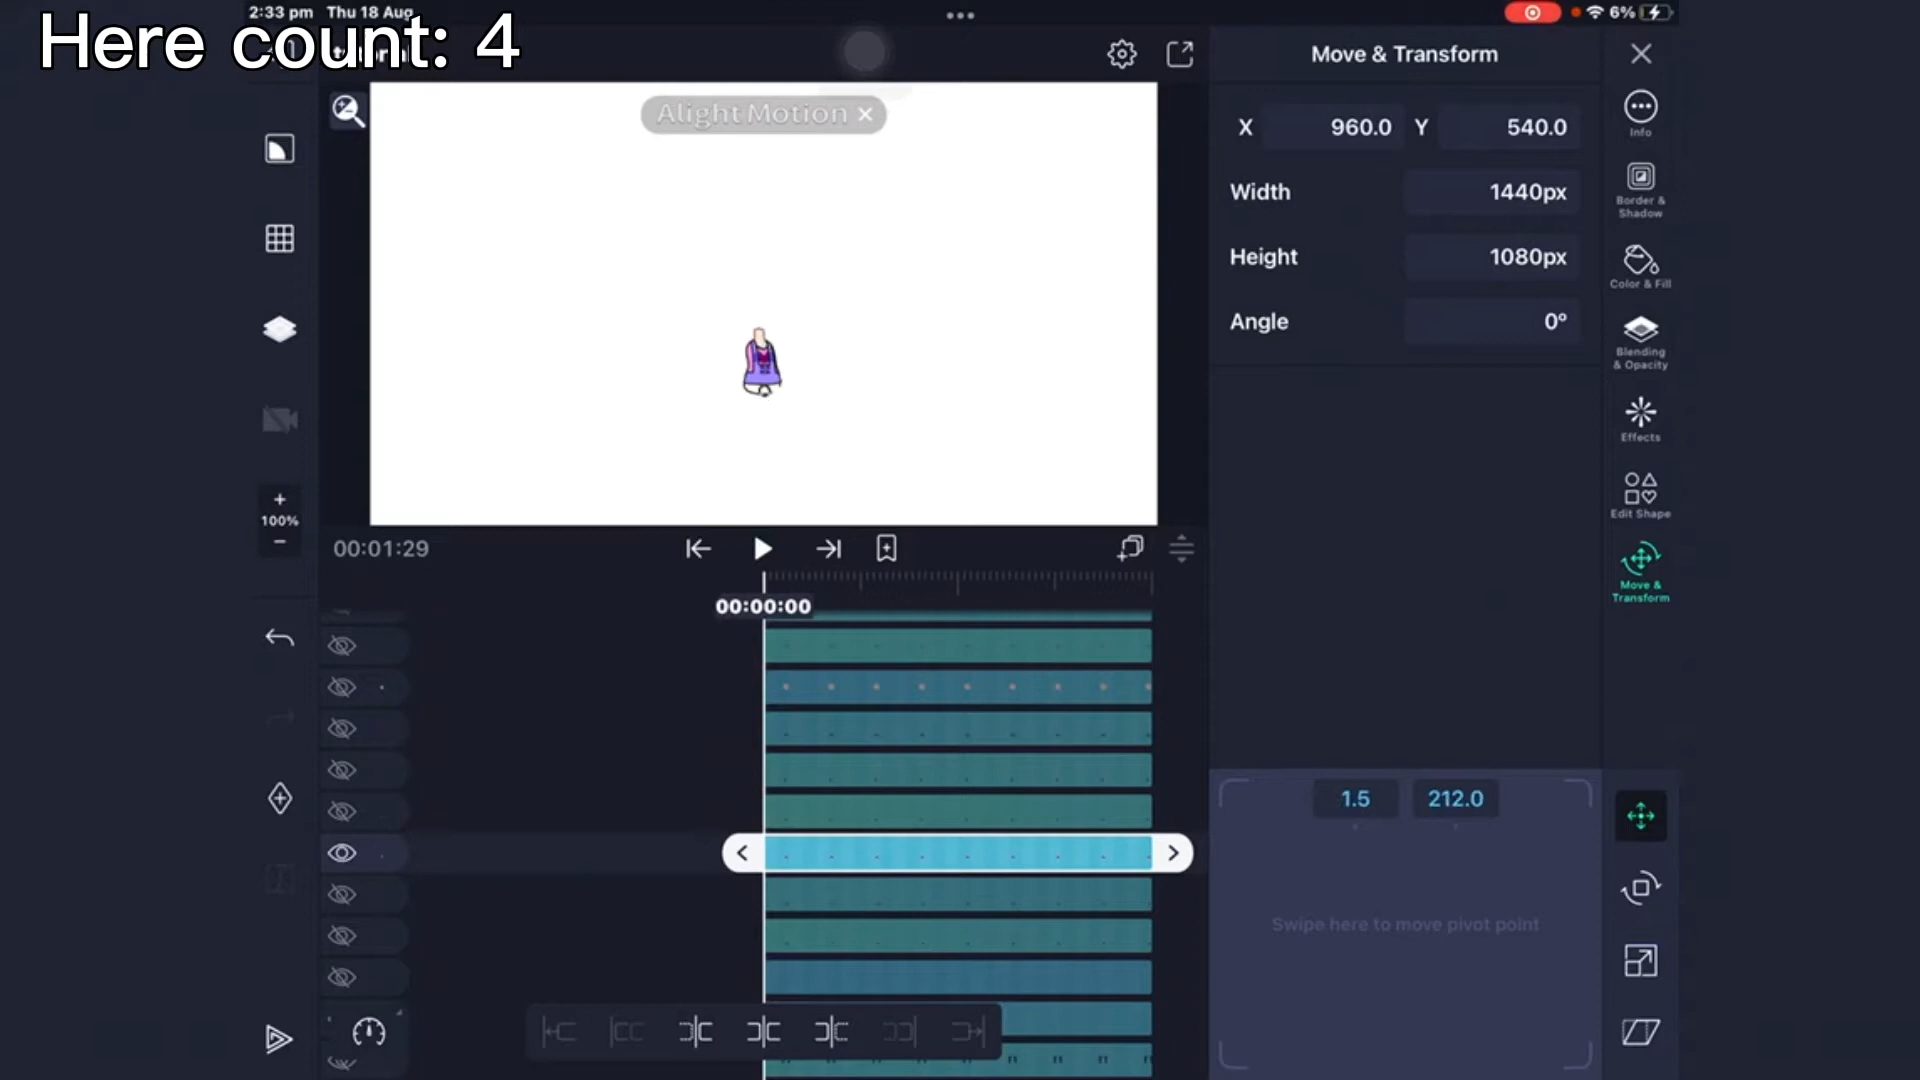 2:33 pm Thu 18 Aug
6%
Here count: 4
Move & Transform
Alight Motion
X 960.0 Y 540.0
Info
Width 1440px
Border & Shadow
Height 1080px
Color & Fill
Angle 0°
Blending & Opacity
Effects
100%
Edit Shape
00:01:29
Move & Transform
00:00:00
1.5 212.0
Swipe here to move pivot point